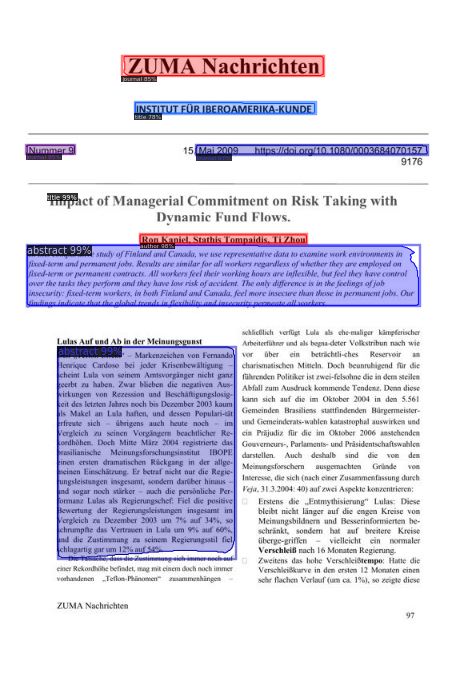 ZUMA Nachrichten
journal 85%
INSTITUT FÜR IBEROAMERIKA-KUNDE
title 78%
Nummer 9
15. Mai 2009 https://doi.org/10.1080/0003684070157
9176
title 99%
Impact of Managerial Commitment on Risk Taking with
Dynamic Fund Flows.
Ron Kaniel, Stathis Tompaidis, Ti Zhou
author 98%
abstract 99%
study of Finland and Canada, we use representative data to examine work environments in
fixed-term and permanent jobs. Results are similar for all workers regardless of whether they are employed on
fixed-term or permanent contracts. All workers feel their working hours are inflexible, but feel they have control
over the tasks they perform and they have low risk of accident. The only difference is in the feelings of job
insecurity: fixed-term workers, in both Finland and Canada, feel more insecure than those in permanent jobs. Our
findings indicate that the global trends in flexibility and insecurity permeate all workers
Lulas Auf und Ab in der Meinungsgunst
abstract 99%
– Markenzeichen von Fernando
Henrique Cardoso bei jeder Krisenbewältigung –
scheint Lula von seinem Amtsvorgänger nicht ganz
geerbt zu haben. Zwar blieben die negativen Aus-
wirkungen von Rezession und Beschäftigungslosig-
keit des letzten Jahres noch bis Dezember 2003 kaum
als Makel an Lula haften, und dessen Populari-tät
erfreute sich – übrigens auch heute noch – im
Vergleich zu seinen Vorgängern beachtlicher Re-
kordhöhen. Doch Mitte März 2004 registrierte das
brasilianische Meinungsforschungsinstitut IBOPE
einen ersten dramatischen Rückgang in der allge-
meinen Einschätzung. Er betraf nicht nur die Regie-
rungsleistungen insgesamt, sondern darüber hinaus –
und sogar noch stärker – auch die persönliche Per-
formanz Lulas als Regierungschef: Fiel die positive
Bewertung der Regierungsleistungen insgesamt im
Vergleich zu Dezember 2003 um 7% auf 34%, so
schrumpfte das Vertrauen in Lula um 9% auf 60%,
und die Zustimmung zu seinem Regierungsstil fiel
schlagartig gar um 12% auf 54%.
Die Tatsache, dass die Zustimmung sich immer noch auf
einer Rekordhöhe befindet, mag mit einem doch noch immer
vorhandenen „Teflon-Phänomen“ zusammenhängen –
schließlich verfügt Lula als ehe-maliger kämpferischer
Arbeiterführer und als begna-deter Volkstribun nach wie
vor über ein beträchtli-ches Reservoir an
charismatischen Mitteln. Doch beunruhigend für die
führenden Politiker ist zwei-felsohne die in dem steilen
Abfall zum Ausdruck kommende Tendenz. Denn diese
kann sich auf die im Oktober 2004 in den 5.561
Gemeinden Brasiliens stattfindenden Bürgermeister-
und Gemeinderats-wahlen katastrophal auswirken und
ein Präjudiz für die im Oktober 2006 anstehenden
Gouverneurs-, Parlaments- und Präsidentschaftswahlen
darstellen. Auch deshalb sind die von den
Meinungsforschern ausgemachten Gründe von
Interesse, die sich (nach einer Zusammenfassung durch
Veja, 31.3.2004: 40) auf zwei Aspekte konzentrieren:
Erstens die „Entmythisierung“ Lulas: Diese
bleibt nicht länger auf die engen Kreise von
Meinungsbildnern und Besserinformierten be-
schränkt, sondern hat auf breitere Kreise
überge-griffen – vielleicht ein normaler
Verschleiß nach 16 Monaten Regierung.
Zweitens das hohe Verschleißtempo: Hatte die
Verschleißkurve in den ersten 12 Monaten einen
sehr flachen Verlauf (um ca. 1%), so zeigte diese
ZUMA Nachrichten
97